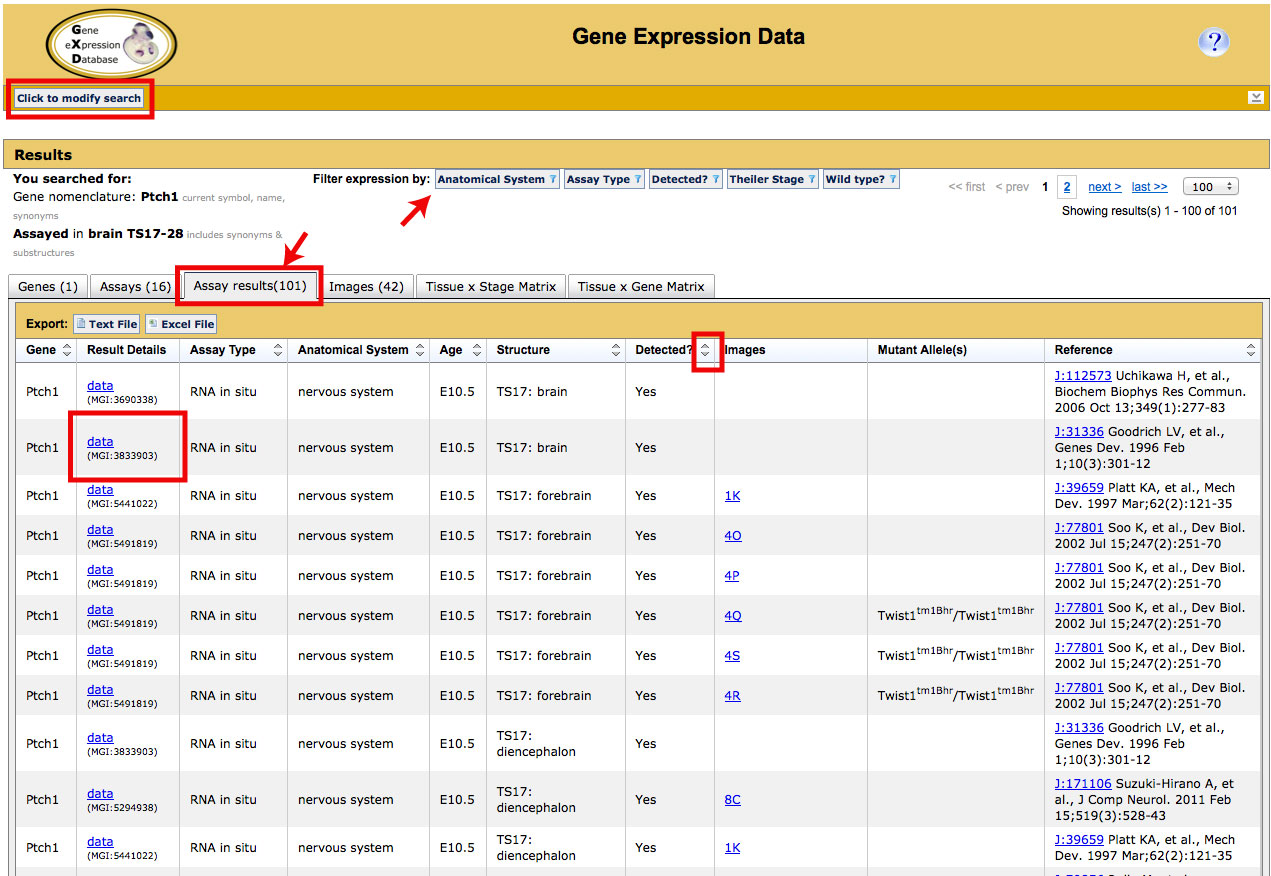 Gene
eXpression
Database
Gene Expression Data
?
Click to modify search
Results
You searched for:
Gene nomenclature: Ptch1 current symbol, name,
synonyms
Assayed in brain TS17-28 includes synonyms &
substructures
Filter expression by: Anatomical System Assay Type Detected? Theiler Stage Wild type?
<< first < prev 1 2 next > last >> 100
Showing results(s) 1 - 100 of 101
Genes (1) Assays (16) Assay results(101) Images (42) Tissue x Stage Matrix Tissue x Gene Matrix
Export: Text File Excel File
Gene Result Details Assay Type Anatomical System Age Structure Detected? Images Mutant Allele(s) Reference
Ptch1 data (MGI:3690338) RNA in situ nervous system E10.5 TS17: brain Yes J:112573 Uchikawa H, et al.,
Biochem Biophys Res Commun.
2006 Oct 13;349(1):277-83
Ptch1 data (MGI:3833903) RNA in situ nervous system E10.5 TS17: brain Yes J:31336 Goodrich LV, et al.,
Genes Dev. 1996 Feb
1;10(3):301-12
Ptch1 data (MGI:5441022) RNA in situ nervous system E10.5 TS17: forebrain Yes 1K J:39659 Platt KA, et al., Mech
Dev. 1997 Mar;62(2):121-35
Ptch1 data (MGI:5491819) RNA in situ nervous system E10.5 TS17: forebrain Yes 4O J:77801 Soo K, et al., Dev Biol.
2002 Jul 15;247(2):251-70
Ptch1 data (MGI:5491819) RNA in situ nervous system E10.5 TS17: forebrain Yes 4P J:77801 Soo K, et al., Dev Biol.
2002 Jul 15;247(2):251-70
Ptch1 data (MGI:5491819) RNA in situ nervous system E10.5 TS17: forebrain Yes 4Q Twist1tm1Bhr/Twist1tm1Bhr J:77801 Soo K, et al., Dev Biol.
2002 Jul 15;247(2):251-70
Ptch1 data (MGI:5491819) RNA in situ nervous system E10.5 TS17: forebrain Yes 4S Twist1tm1Bhr/Twist1tm1Bhr J:77801 Soo K, et al., Dev Biol.
2002 Jul 15;247(2):251-70
Ptch1 data (MGI:5491819) RNA in situ nervous system E10.5 TS17: forebrain Yes 4R Twist1tm1Bhr/Twist1tm1Bhr J:77801 Soo K, et al., Dev Biol.
2002 Jul 15;247(2):251-70
Ptch1 data (MGI:3833903) RNA in situ nervous system E10.5 TS17: diencephalon Yes J:31336 Goodrich LV, et al.,
Genes Dev. 1996 Feb
1;10(3):301-12
Ptch1 data (MGI:5294938) RNA in situ nervous system E10.5 TS17: diencephalon Yes 8C J:171106 Suzuki-Hirano A, et
al., J Comp Neurol. 2011 Feb
15;519(3):528-43
Ptch1 data (MGI:5441022) RNA in situ nervous system E10.5 TS17: diencephalon Yes 1K J:39659 Platt KA, et al., Mech
Dev. 1997 Mar;62(2):121-35